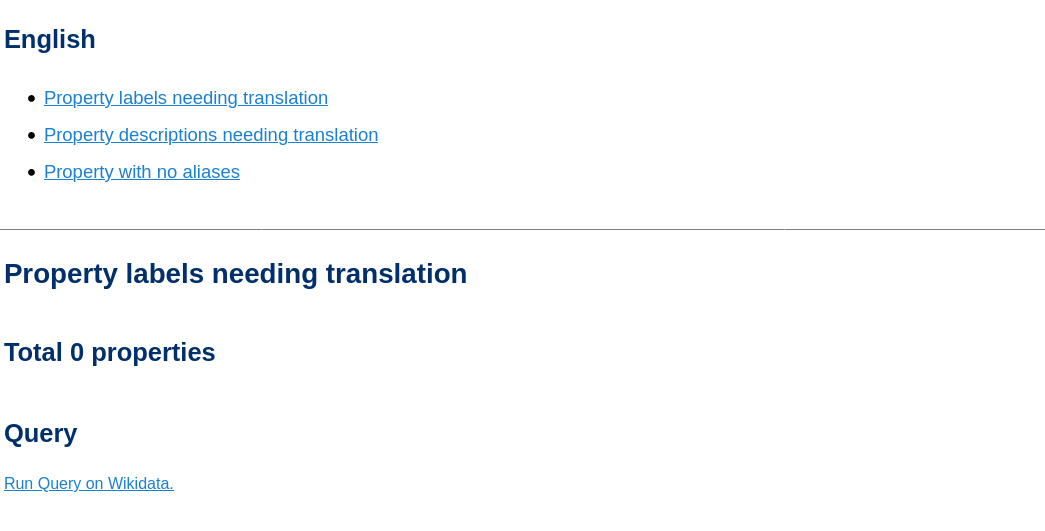 English
Property labels needing translation
Property descriptions needing translation
Property with no aliases
Property labels needing translation
Total 0 properties
Query
Run Query on Wikidata.